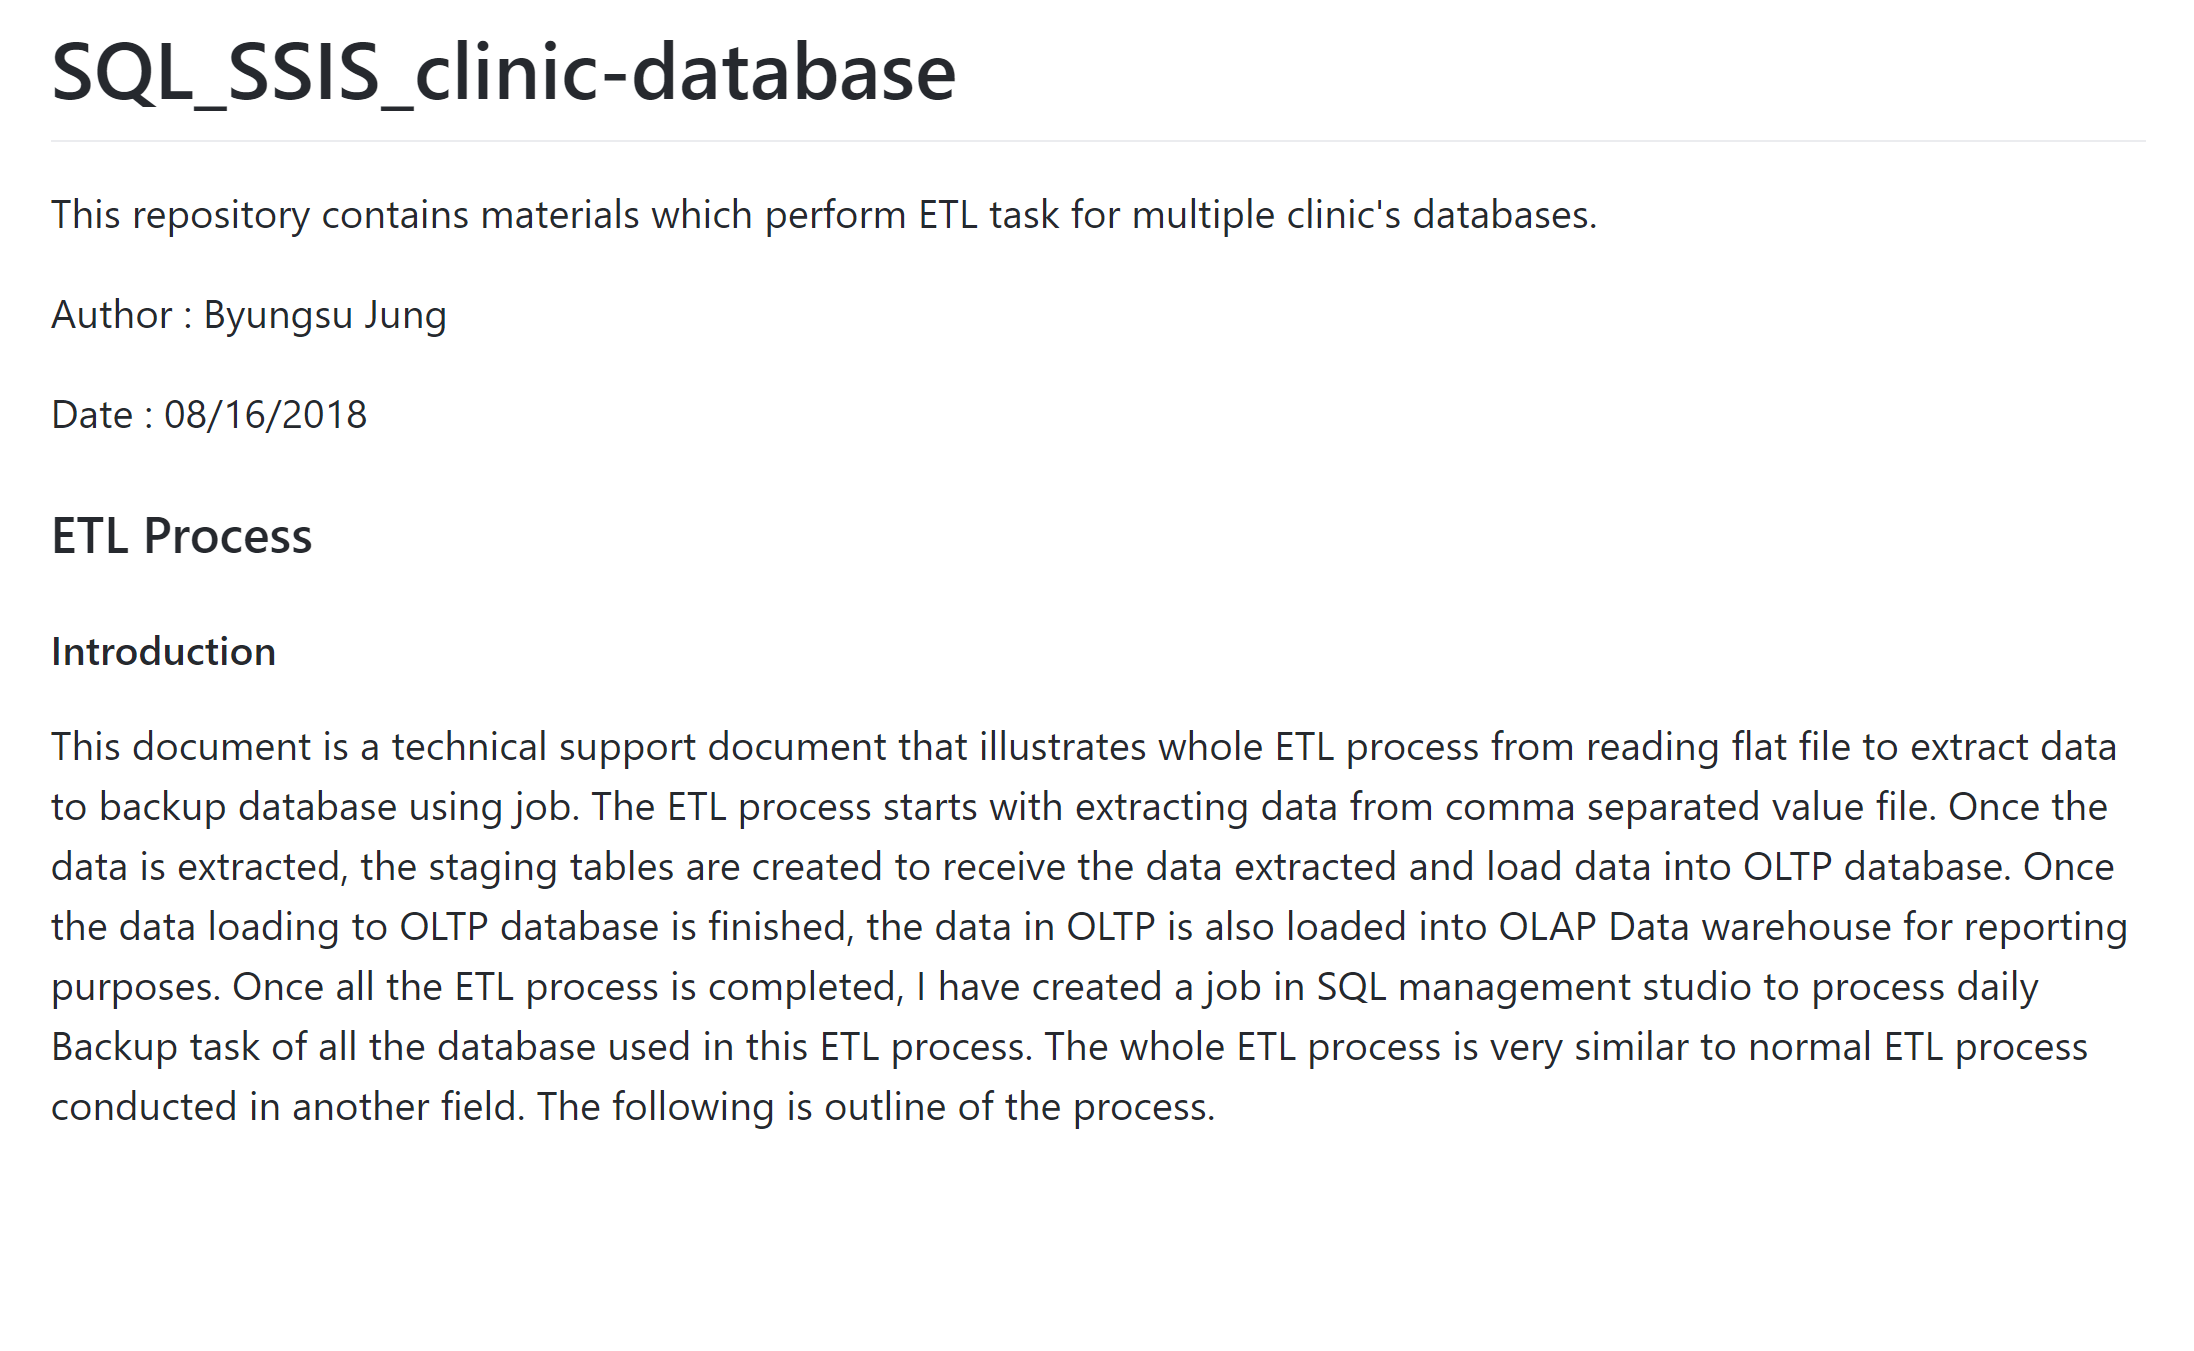 SQL_SSIS_clinic-database
This repository contains materials which perform ETL task for multiple clinic's databases.
Author : Byungsu Jung
Date : 08/16/2018
ETL Process
Introduction
This document is a technical support document that illustrates whole ETL process from reading flat file to extract data
to backup database using job. The ETL process starts with extracting data from comma separated value file. Once the
data is extracted, the staging tables are created to receive the data extracted and load data into OLTP database. Once
the data loading to OLTP database is finished, the data in OLTP is also loaded into OLAP Data warehouse for reporting
purposes. Once all the ETL process is completed, I have created a job in SQL management studio to process daily
Backup task of all the database used in this ETL process. The whole ETL process is very similar to normal ETL process
conducted in another field. The following is outline of the process.